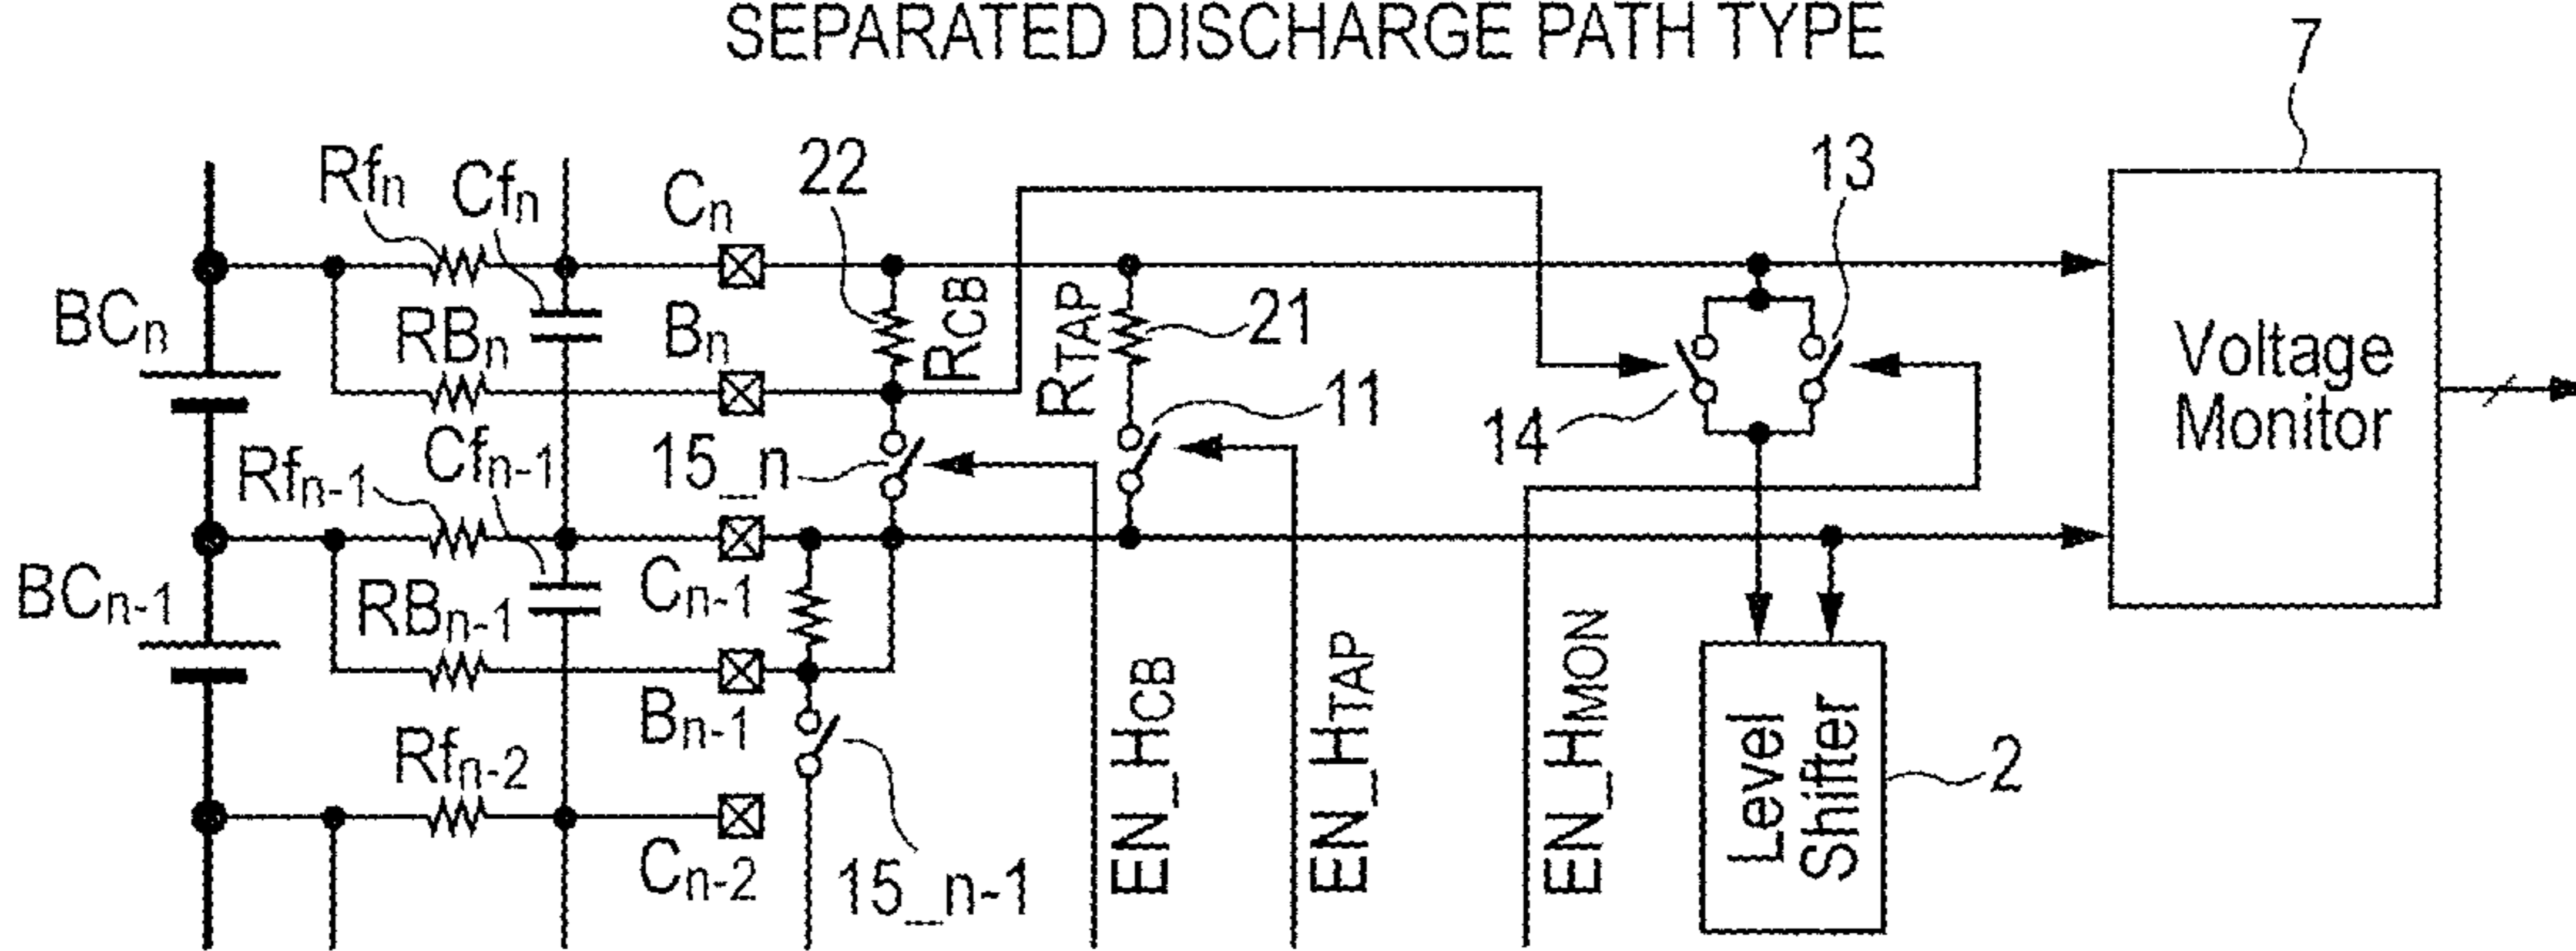 SEPARATED DISCHARGE PATH TYPE
7
Rfn
Cfn
Cn
22
13
BCn
RBn
Bn
RCB
RTAP
21
11
14
Voltage
Monitor
Rfn-1
Cfn-1
15_n
BCn-1
RBn-1
Cn-1
Bn-1
Rfn-2
Cn-2
15_n-1
EN_HCB
EN_HTAP
EN_HMON
Level
Shifter
2